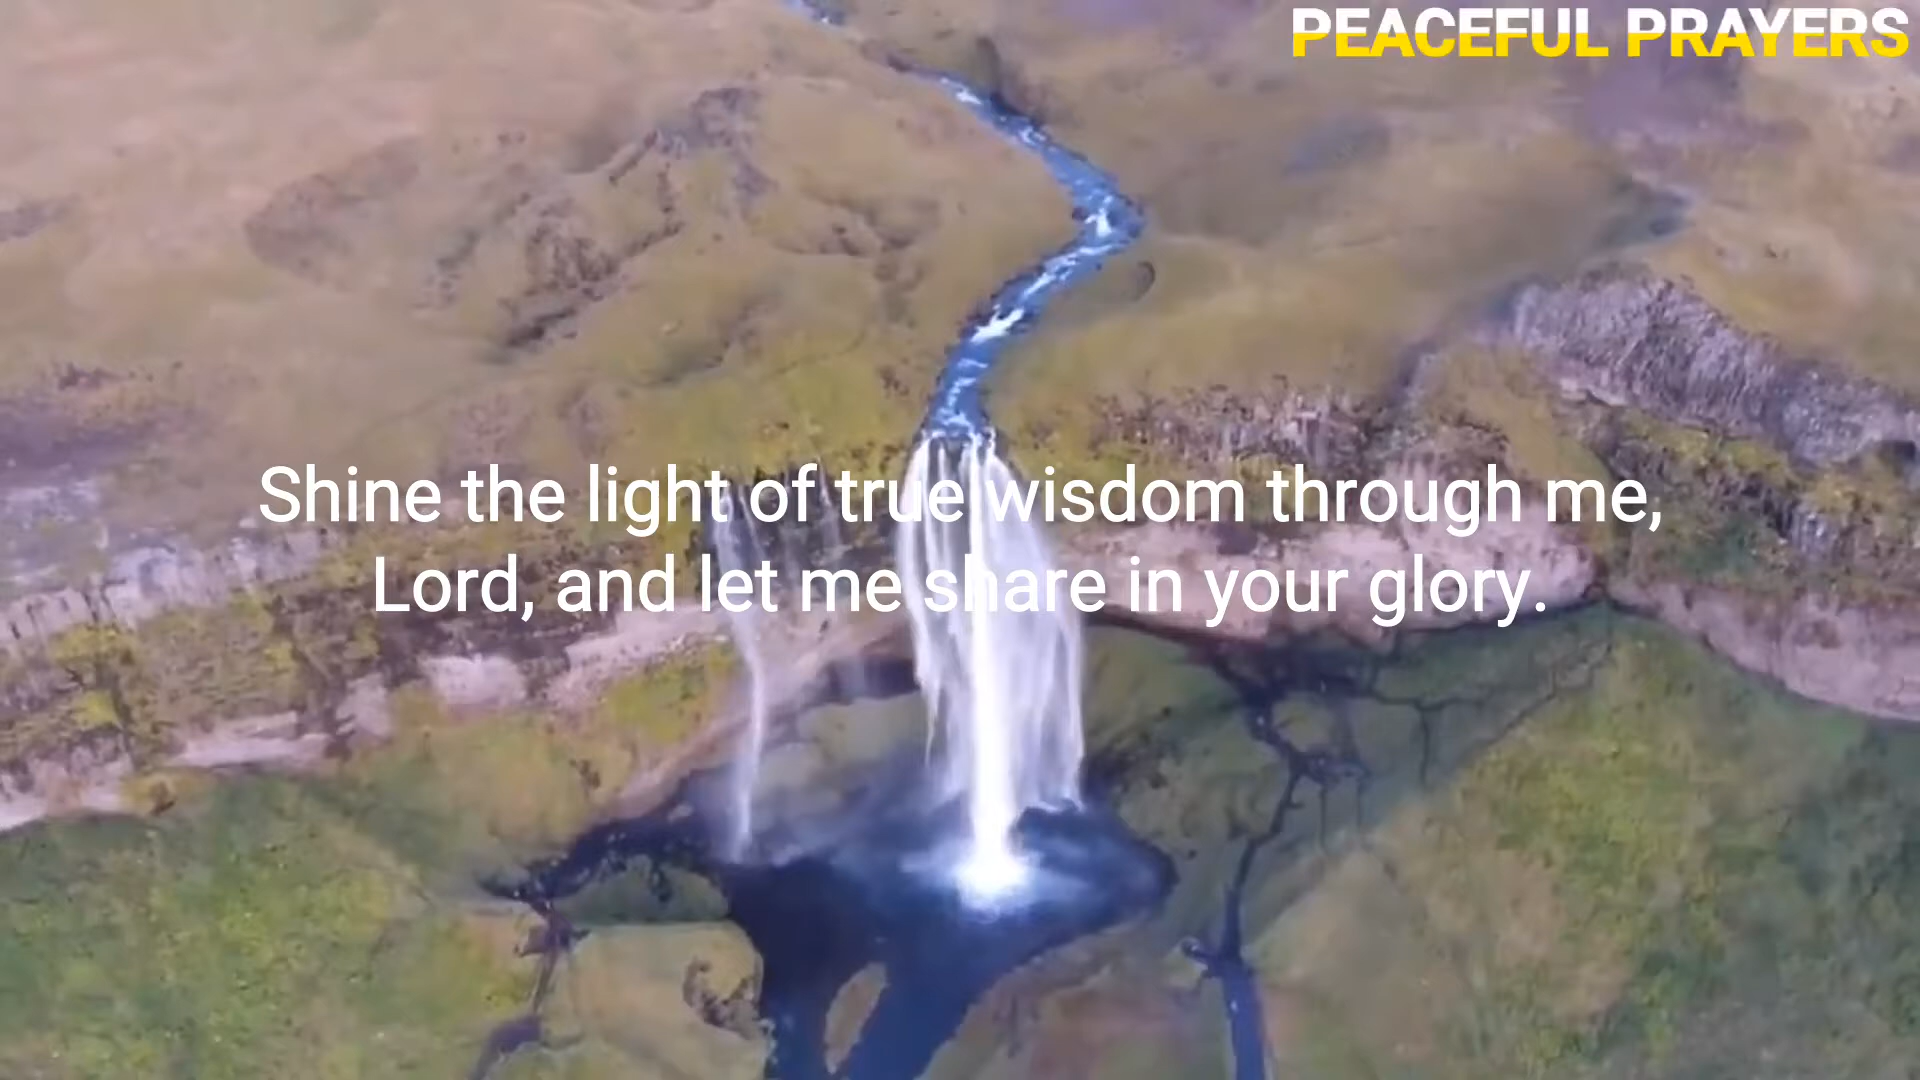 PEACEFUL PRAYERS
Shine the light of true wisdom through me,
Lord, and let me share in your glory.